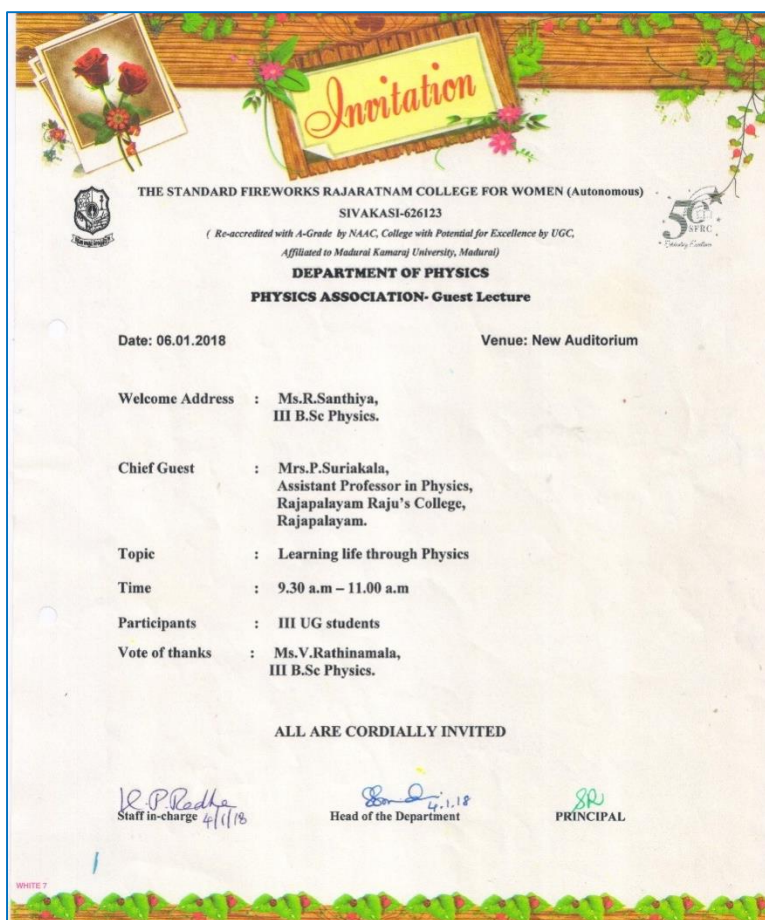 Invitation
THE STANDARD FIREWORKS RAJARATNAM COLLEGE FOR WOMEN (Autonomous)
SIVAKASI-626123
( Re-accredited with A-Grade by NAAC, College with Potential for Excellence by UGC,
Affiliated to Madurai Kamaraj University, Madurai)
50
SFRC
DEPARTMENT OF PHYSICS
PHYSICS ASSOCIATION- Guest Lecture
Date: 06.01.2018 Venue: New Auditorium
Welcome Address : Ms.R.Santhiya,
III B.Sc Physics.
Chief Guest : Mrs.P.Suriakala,
Assistant Professor in Physics,
Rajapalayam Raju's College,
Rajapalayam.
Topic : Learning life through Physics
Time : 9.30 a.m – 11.00 a.m
Participants : III UG students
Vote of thanks : Ms.V.Rathinamala,
III B.Sc Physics.
ALL ARE CORDIALLY INVITED
4.1.18
Staff in-charge 4/1/18 Head of the Department PRINCIPAL
WHITE 7